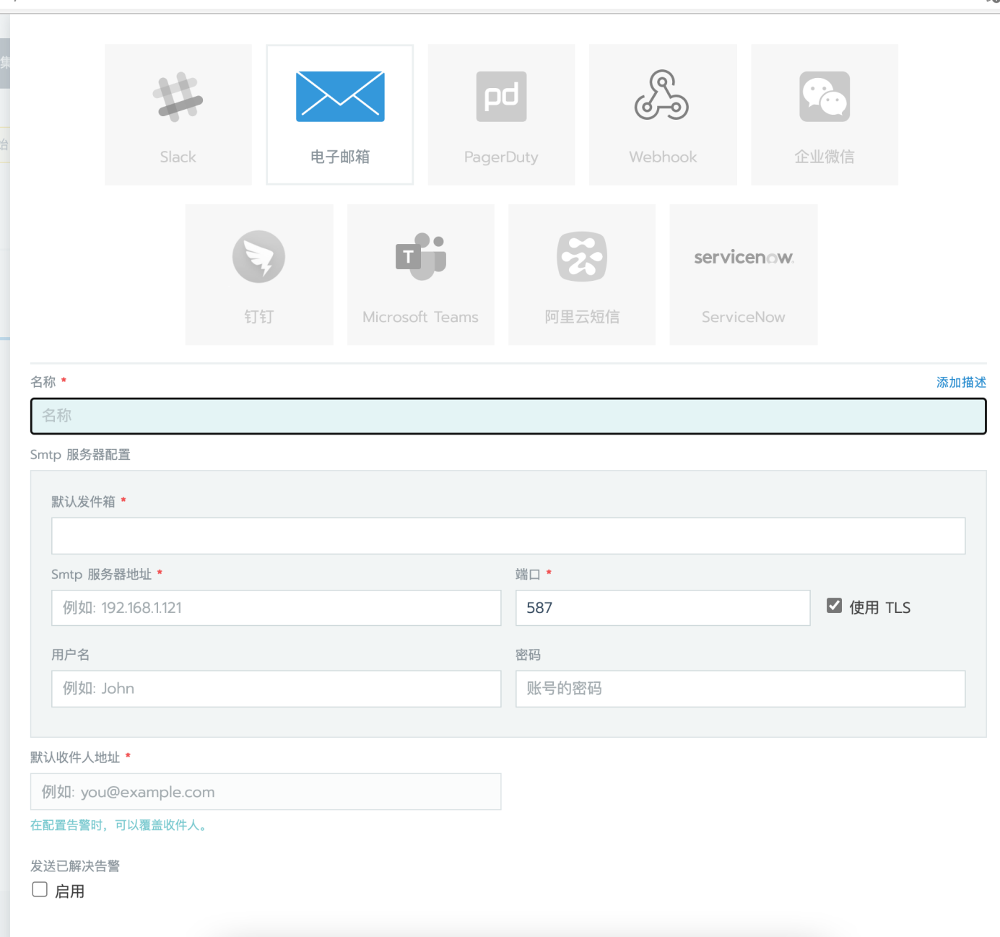 集
始
Slack
电子邮箱
pd
PagerDuty
Webhook
企业微信
钉钉
T
Microsoft Teams
阿里云短信
servicenow.
ServiceNow
名称 *
添加描述
名称
Smtp 服务器配置
默认发件箱 *
Smtp 服务器地址 *
端口 *
例如: 192.168.1.121
587
使用 TLS
用户名
密码
例如: John
账号的密码
默认收件人地址 *
例如: you@example.com
在配置告警时，可以覆盖收件人。
发送已解决告警
启用